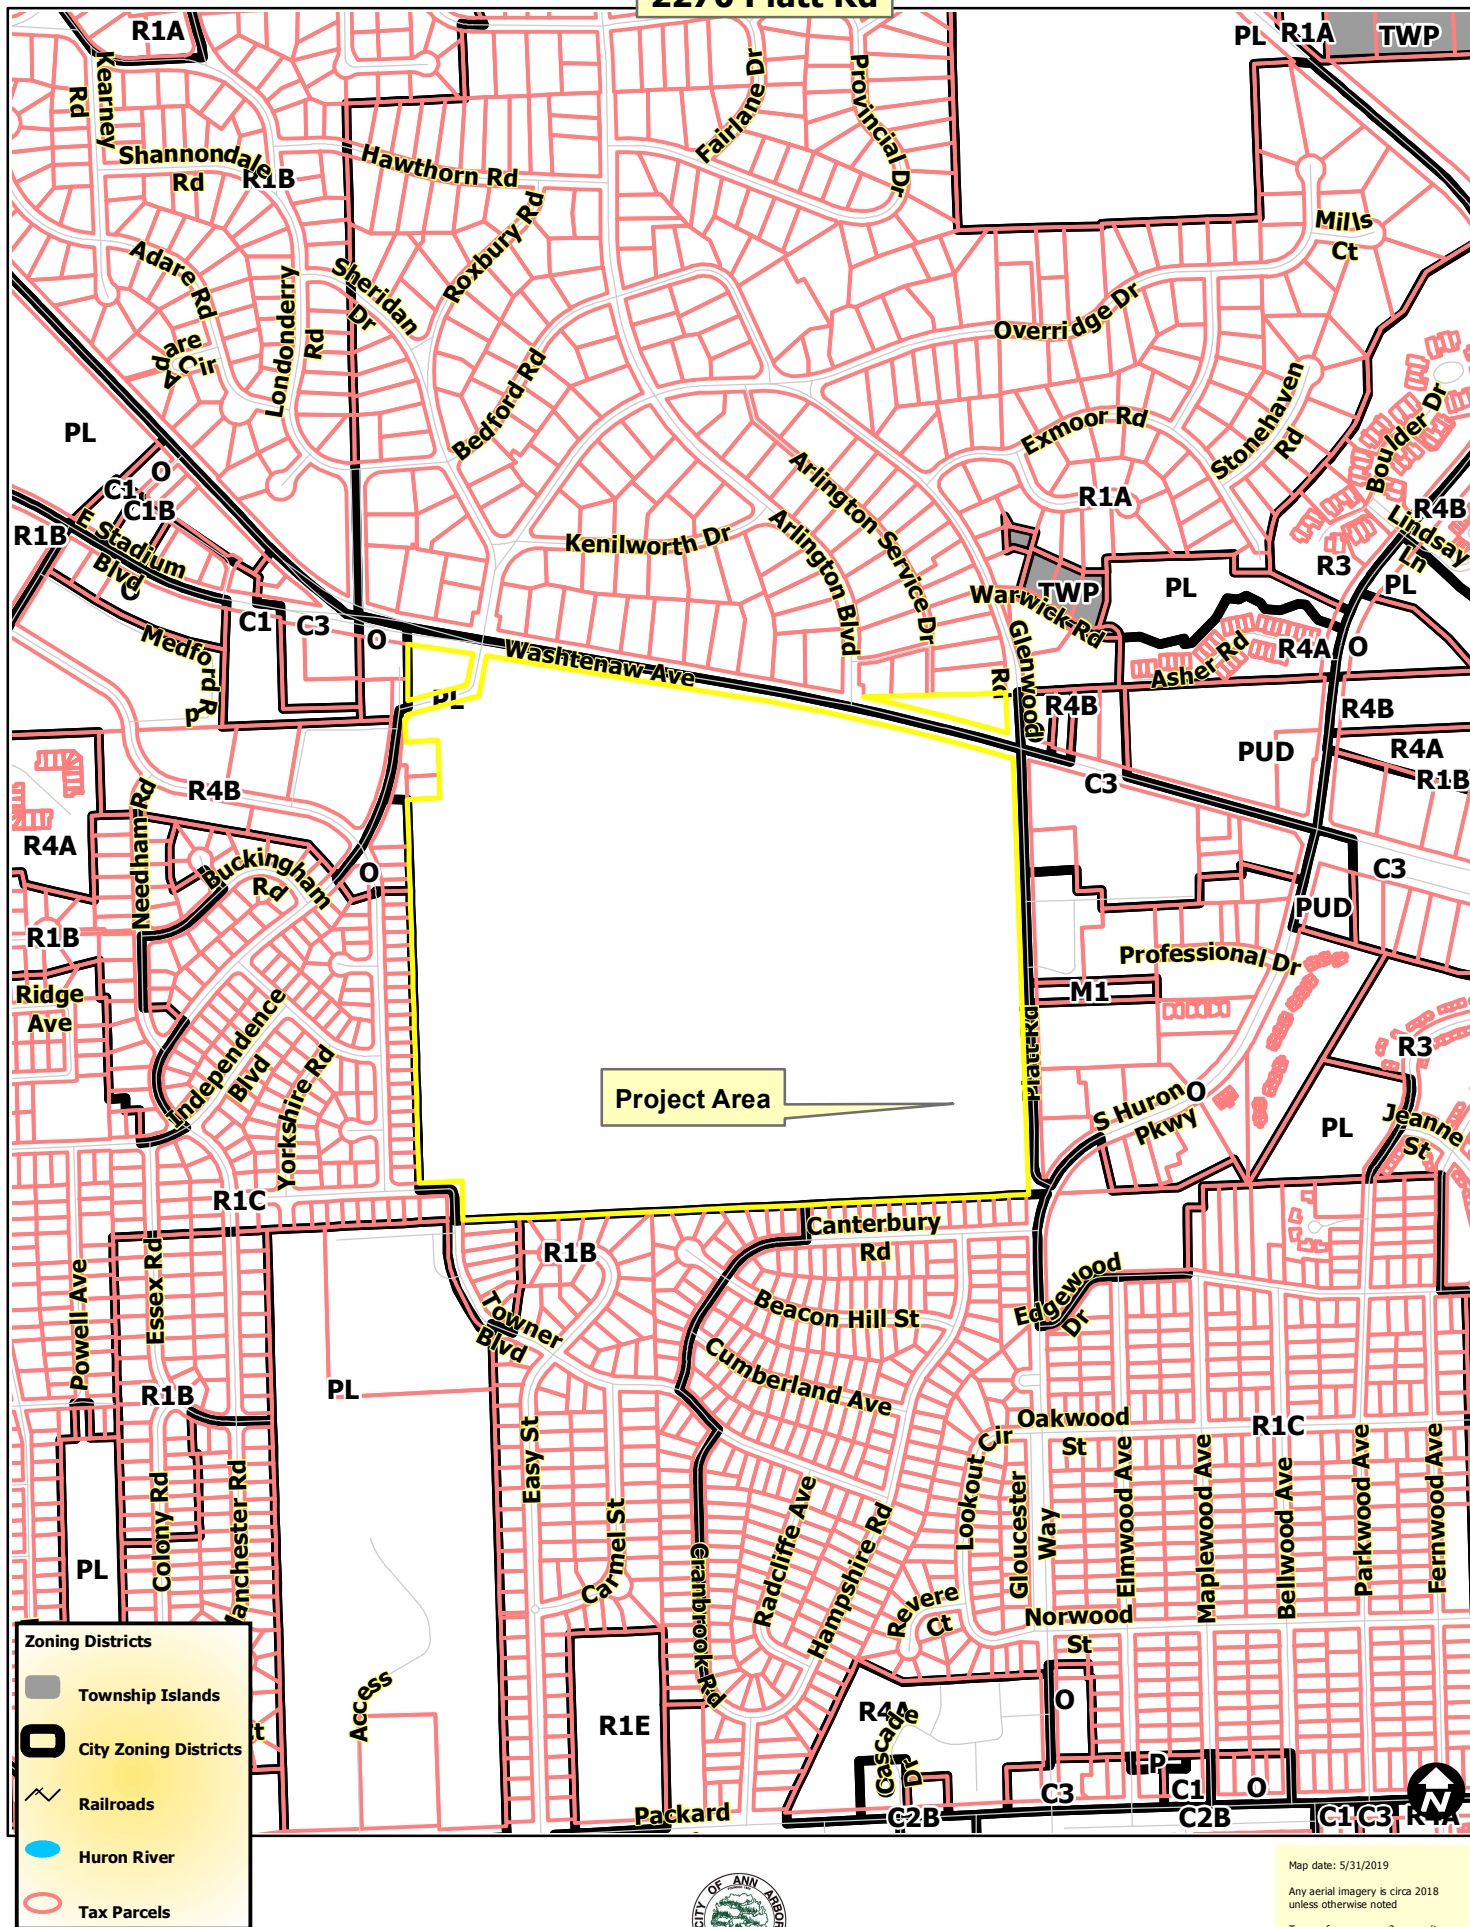 2270 Platt Rd
R1A
PL
R1A
TWP
Kearney
Rd
Fairlane Dr
Provincial Dr
Shannondale
Rd
R1B
Hawthorn Rd
Roxbury Rd
Mills
Ct
Adare Rd
Londonderry
Rd
Sheridan
Dr
Overridge Dr
Adare
Cir
Bedford Rd
Stonehaven
Rd
Boulder Dr
PL
Exmoor Rd
O
C1
C1B
R1B
E Stadium
Blvd
O
Arlington Service Dr
R1A
R4B
Lindsay
Ln
Kenilworth Dr
Arlington Blvd
R3
PL
PL
TWP
Warwick Rd
C1
C3
O
Medford R
d
Washtenaw Ave
Glenwood
Rd
Asher Rd
R4A
O
PL
R4B
R4B
PUD
R4A
R1B
R4B
C3
Needham Rd
R4A
Buckingham
Rd
O
C3
PUD
R1B
Professional Dr
M1
Ridge
Ave
Independence
Blvd
Yorkshire Rd
Platt Rd
R3
Project Area
S Huron
Pkwy
O
PL
Jeanne
St
R1C
Canterbury
Rd
R1B
Powell Ave
Essex Rd
Towner
Blvd
Beacon Hill St
Edgewood
Dr
Cumberland Ave
R1B
PL
Oakwood
St
R1C
Easy St
Lookout Cir
Gloucester
Way
Elmwood Ave
Maplewood Ave
Bellwood Ave
Parkwood Ave
Fernwood Ave
Colony Rd
Manchester Rd
Radcliffe Ave
Hampshire Rd
PL
Carmel St
Cranbrook Rd
Revere
Ct
Norwood
St
Access
R1E
R4A
Cascade
Dr
O
C3
P
C1
O
Packard
C2B
C2B
C1
C3
R4A
N
Zoning Districts
Township Islands
City Zoning Districts
ct
Railroads
Huron River
Tax Parcels
CITY OF ANN ARBOR
Map date: 5/31/2019
Any aerial imagery is circa 2018
unless otherwise noted